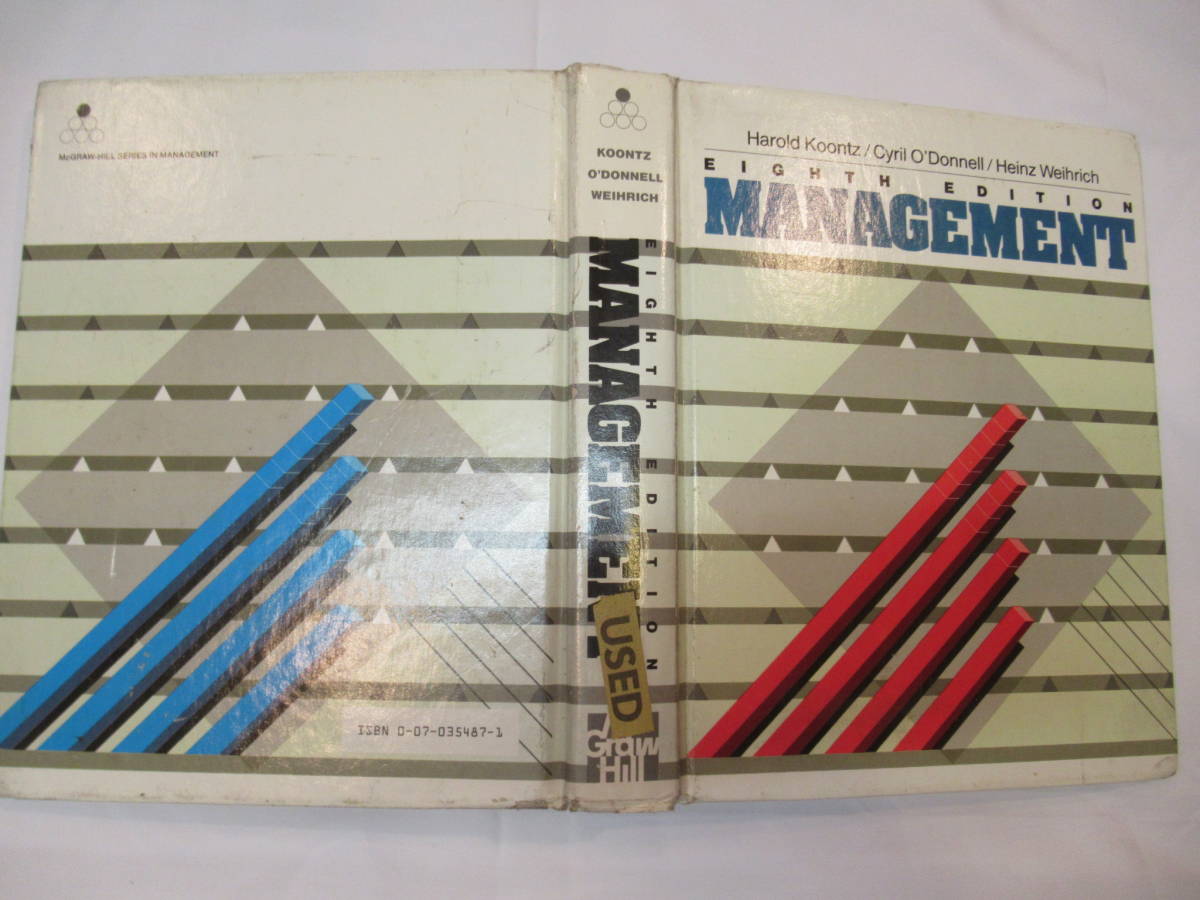 McGRAW-HILL SERIES IN MANAGEMENT
ISBN 0-07-035487-1
KOONTZ
O'DONNELL
WEIHRICH
EIGHTH EDITION
MANAGEMENT
USED
Graw
Hill
Harold Koontz/Cyril O'Donnell/Heinz Weihrich
EIGHTH EDITION
MANAGEMENT